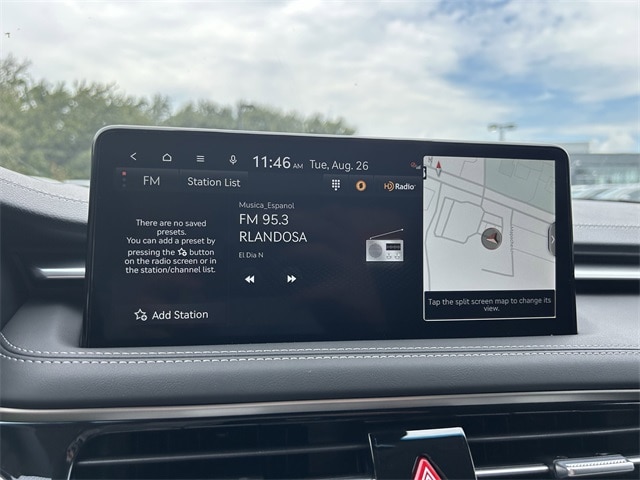 11:46 AM Tue, Aug. 26
FM Station List
HD Radio
There are no saved
presets.
You can add a preset by
pressing the button
on the radio screen or in
the station/channel list.
Add Station
Musica_Espanol
FM 95.3
RLANDOSA
El Dia N
Tap the split screen map to change its
view.